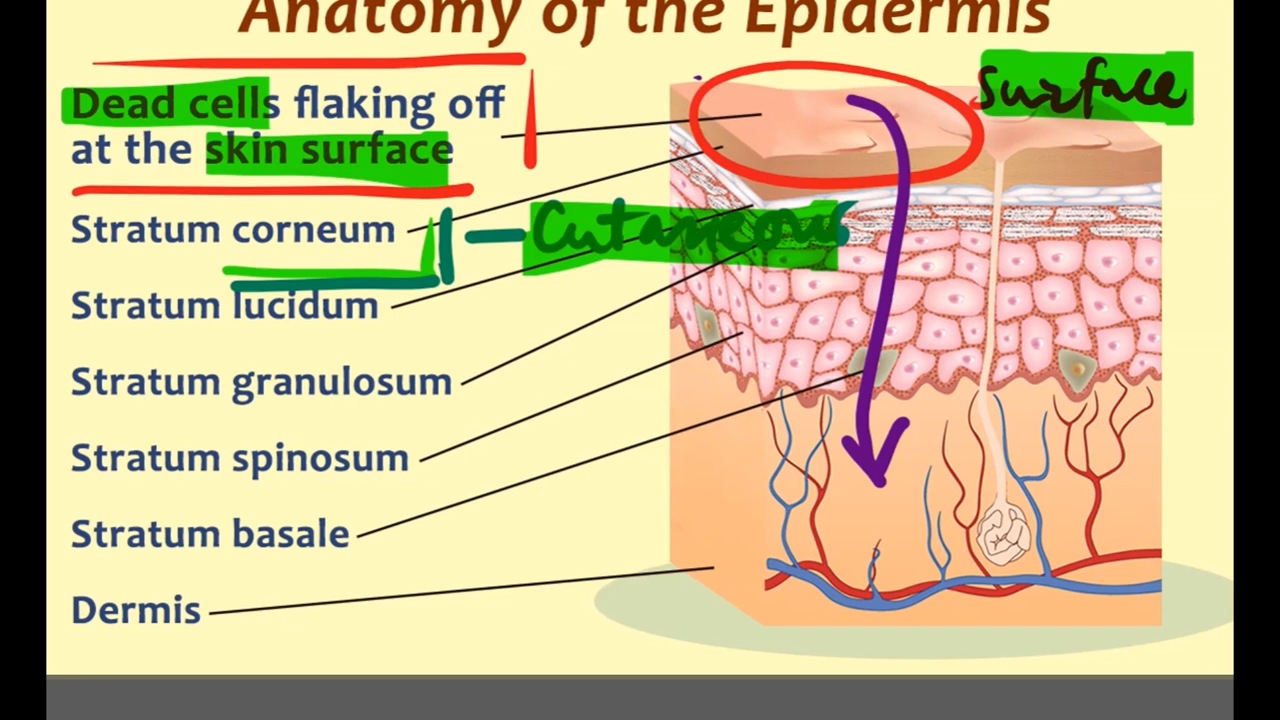 Anatomy of the Epidermis
Surface
Dead cells flaking off
at the skin surface
Stratum corneum
Cutaneous
Stratum lucidum
Stratum granulosum
Stratum spinosum
Stratum basale
Dermis